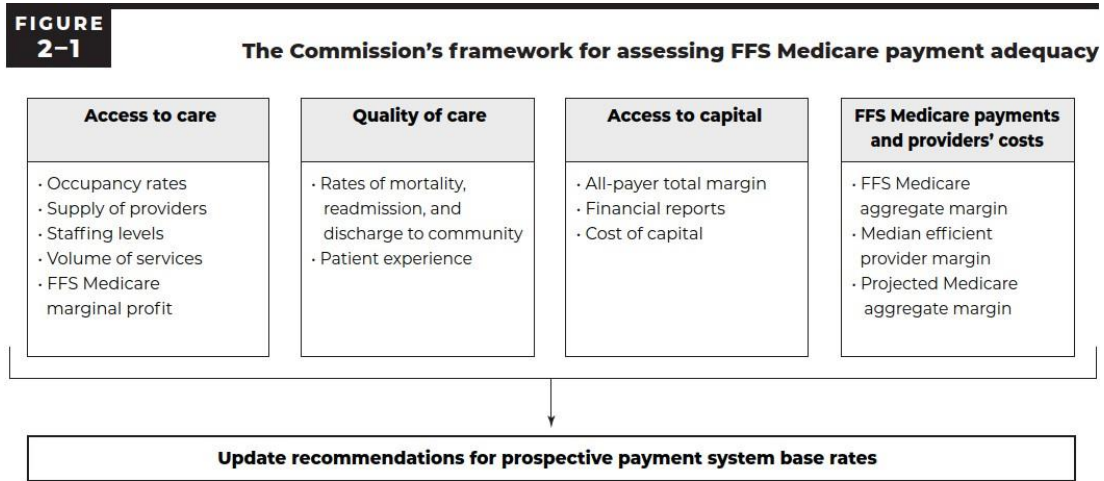 FIGURE
2–1
The Commission's framework for assessing FFS Medicare payment adequacy
Access to care
· Occupancy rates
· Supply of providers
· Staffing levels
· Volume of services
· FFS Medicare
marginal profit
Quality of care
· Rates of mortality,
readmission, and
discharge to community
· Patient experience
Access to capital
· All-payer total margin
· Financial reports
· Cost of capital
FFS Medicare payments
and providers' costs
· FFS Medicare
aggregate margin
· Median efficient
provider margin
· Projected Medicare
aggregate margin
Update recommendations for prospective payment system base rates